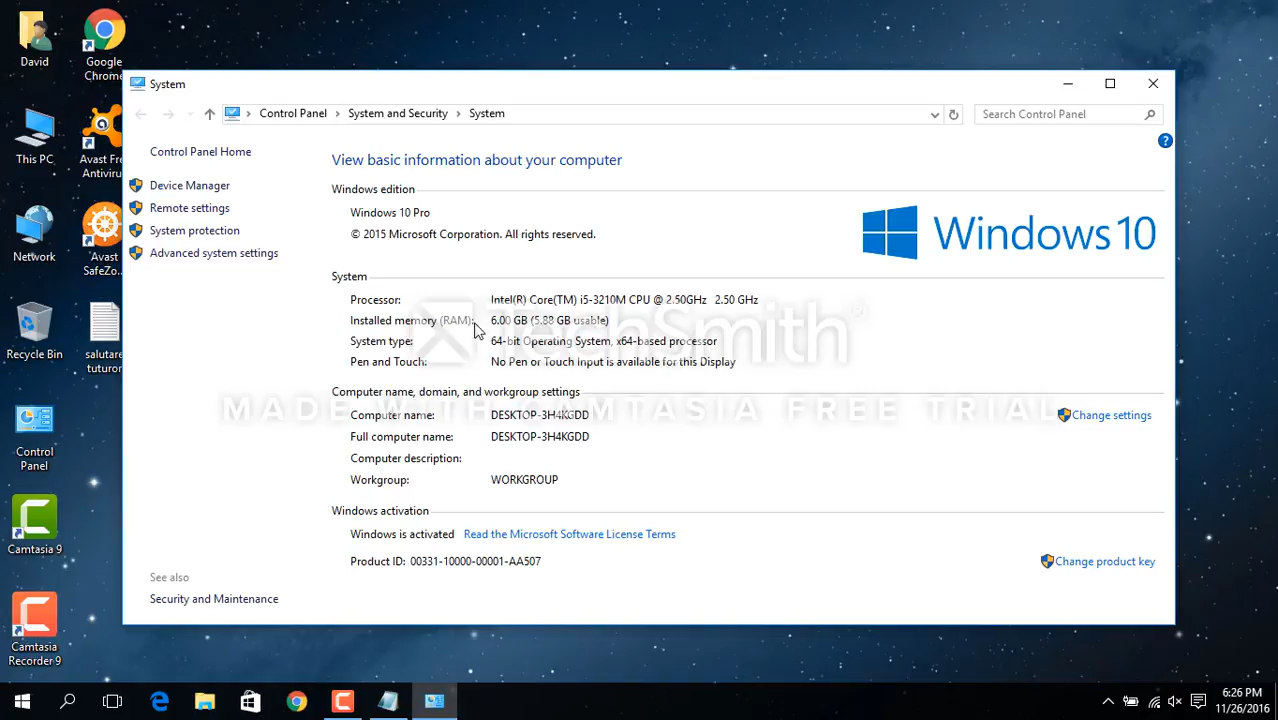 David
Google
Chrome
This PC
Avast Fre
Antivirus
Network
Avast
SafeZo...
Recycle Bin
salutare
tuturor
Control
Panel
Camtasia 9
Camtasia
Recorder 9
System
Control Panel
System and Security
System
Search Control Panel
Control Panel Home
Device Manager
Remote settings
System protection
Advanced system settings
See also
Security and Maintenance
View basic information about your computer
Windows edition
Windows 10 Pro
© 2015 Microsoft Corporation. All rights reserved.
Windows 10
System
Processor: Intel(R) Core(TM) i5-3210M CPU @ 2.50GHz 2.50 GHz
Installed memory (RAM): 6.00 GB (5.88 GB usable)
System type: 64-bit Operating System, x64-based processor
Pen and Touch: No Pen or Touch Input is available for this Display
TechSmith
MADE WITH CAMTASIA FREE TRIAL
Computer name, domain, and workgroup settings
Computer name: DESKTOP-3H4KGDD
Change settings
Full computer name: DESKTOP-3H4KGDD
Computer description:
Workgroup: WORKGROUP
Windows activation
Windows is activated Read the Microsoft Software License Terms
Product ID: 00331-10000-00001-AA507
Change product key
6:26 PM
11/26/2016